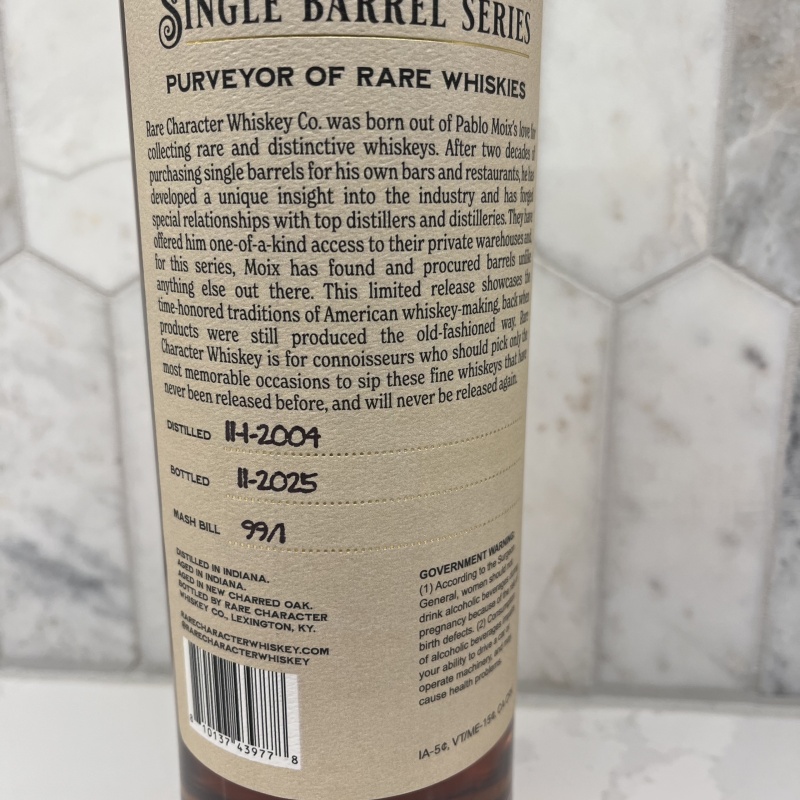 SINGLE BARREL SERIES
PURVEYOR OF RARE WHISKIES
Rare Character Whiskey Co. was born out of Pablo Moix's love for
collecting rare and distinctive whiskeys. After two decades of
purchasing single barrels for his own bars and restaurants, he has
developed a unique insight into the industry and has forged
special relationships with top distillers and distilleries. They have
offered him one-of-a-kind access to their private warehouses and,
for this series, Moix has found and procured barrels unlike
anything else out there. This limited release showcases the
time-honored traditions of American whiskey-making, back when
products were still produced the old-fashioned way. Rare
Character Whiskey is for connoisseurs who should pick only the
most memorable occasions to sip these fine whiskeys that have
never been released before, and will never be released again.
DISTILLED 11-1-2004
BOTTLED 11-2025
MASH BILL 99/1
DISTILLED IN INDIANA.
AGED IN INDIANA.
AGED IN NEW CHARRED OAK.
BOTTLED BY RARE CHARACTER
WHISKEY CO., LEXINGTON, KY.
RARECHARACTERWHISKEY.COM
@RARECHARACTERWHISKEY
8 10137 43977 8
GOVERNMENT WARNING:
(1) According to the Surgeon
General, women should not
drink alcoholic beverages
pregnancy because of the
birth defects. (2)
of alcoholic beverages
your ability to drive a car
operate machinery, and may
cause health problems.
IA-5¢, VT/ME-15¢,